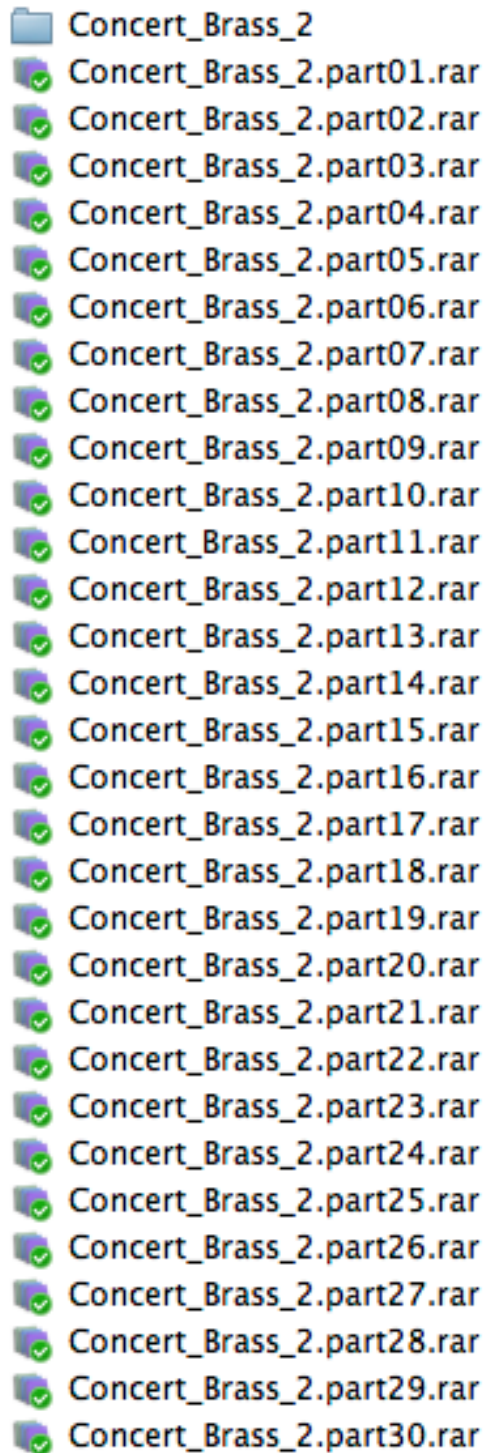 Concert_Brass_2
Concert_Brass_2.part01.rar
Concert_Brass_2.part02.rar
Concert_Brass_2.part03.rar
Concert_Brass_2.part04.rar
Concert_Brass_2.part05.rar
Concert_Brass_2.part06.rar
Concert_Brass_2.part07.rar
Concert_Brass_2.part08.rar
Concert_Brass_2.part09.rar
Concert_Brass_2.part10.rar
Concert_Brass_2.part11.rar
Concert_Brass_2.part12.rar
Concert_Brass_2.part13.rar
Concert_Brass_2.part14.rar
Concert_Brass_2.part15.rar
Concert_Brass_2.part16.rar
Concert_Brass_2.part17.rar
Concert_Brass_2.part18.rar
Concert_Brass_2.part19.rar
Concert_Brass_2.part20.rar
Concert_Brass_2.part21.rar
Concert_Brass_2.part22.rar
Concert_Brass_2.part23.rar
Concert_Brass_2.part24.rar
Concert_Brass_2.part25.rar
Concert_Brass_2.part26.rar
Concert_Brass_2.part27.rar
Concert_Brass_2.part28.rar
Concert_Brass_2.part29.rar
Concert_Brass_2.part30.rar